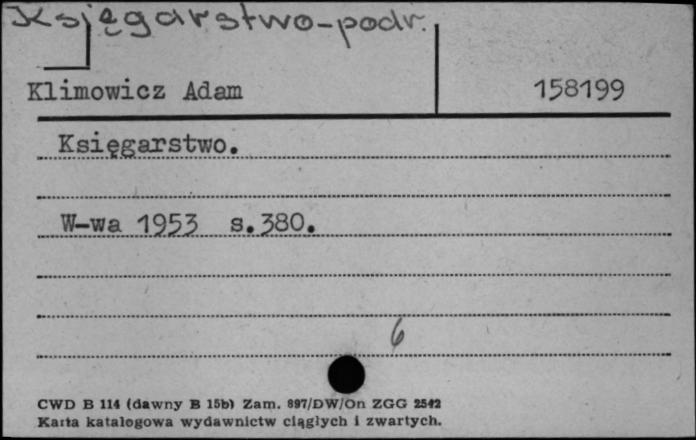 Księgarstwo-podr.
Klimowicz Adam
158199
Księgarstwo.
W-wa 1953 s.380.
6
CWD B 114 (dawny B 15b) Zam. 897/DW/On ZGG 2542
Karta katalogowa wydawnictw ciągłych i zwartych.